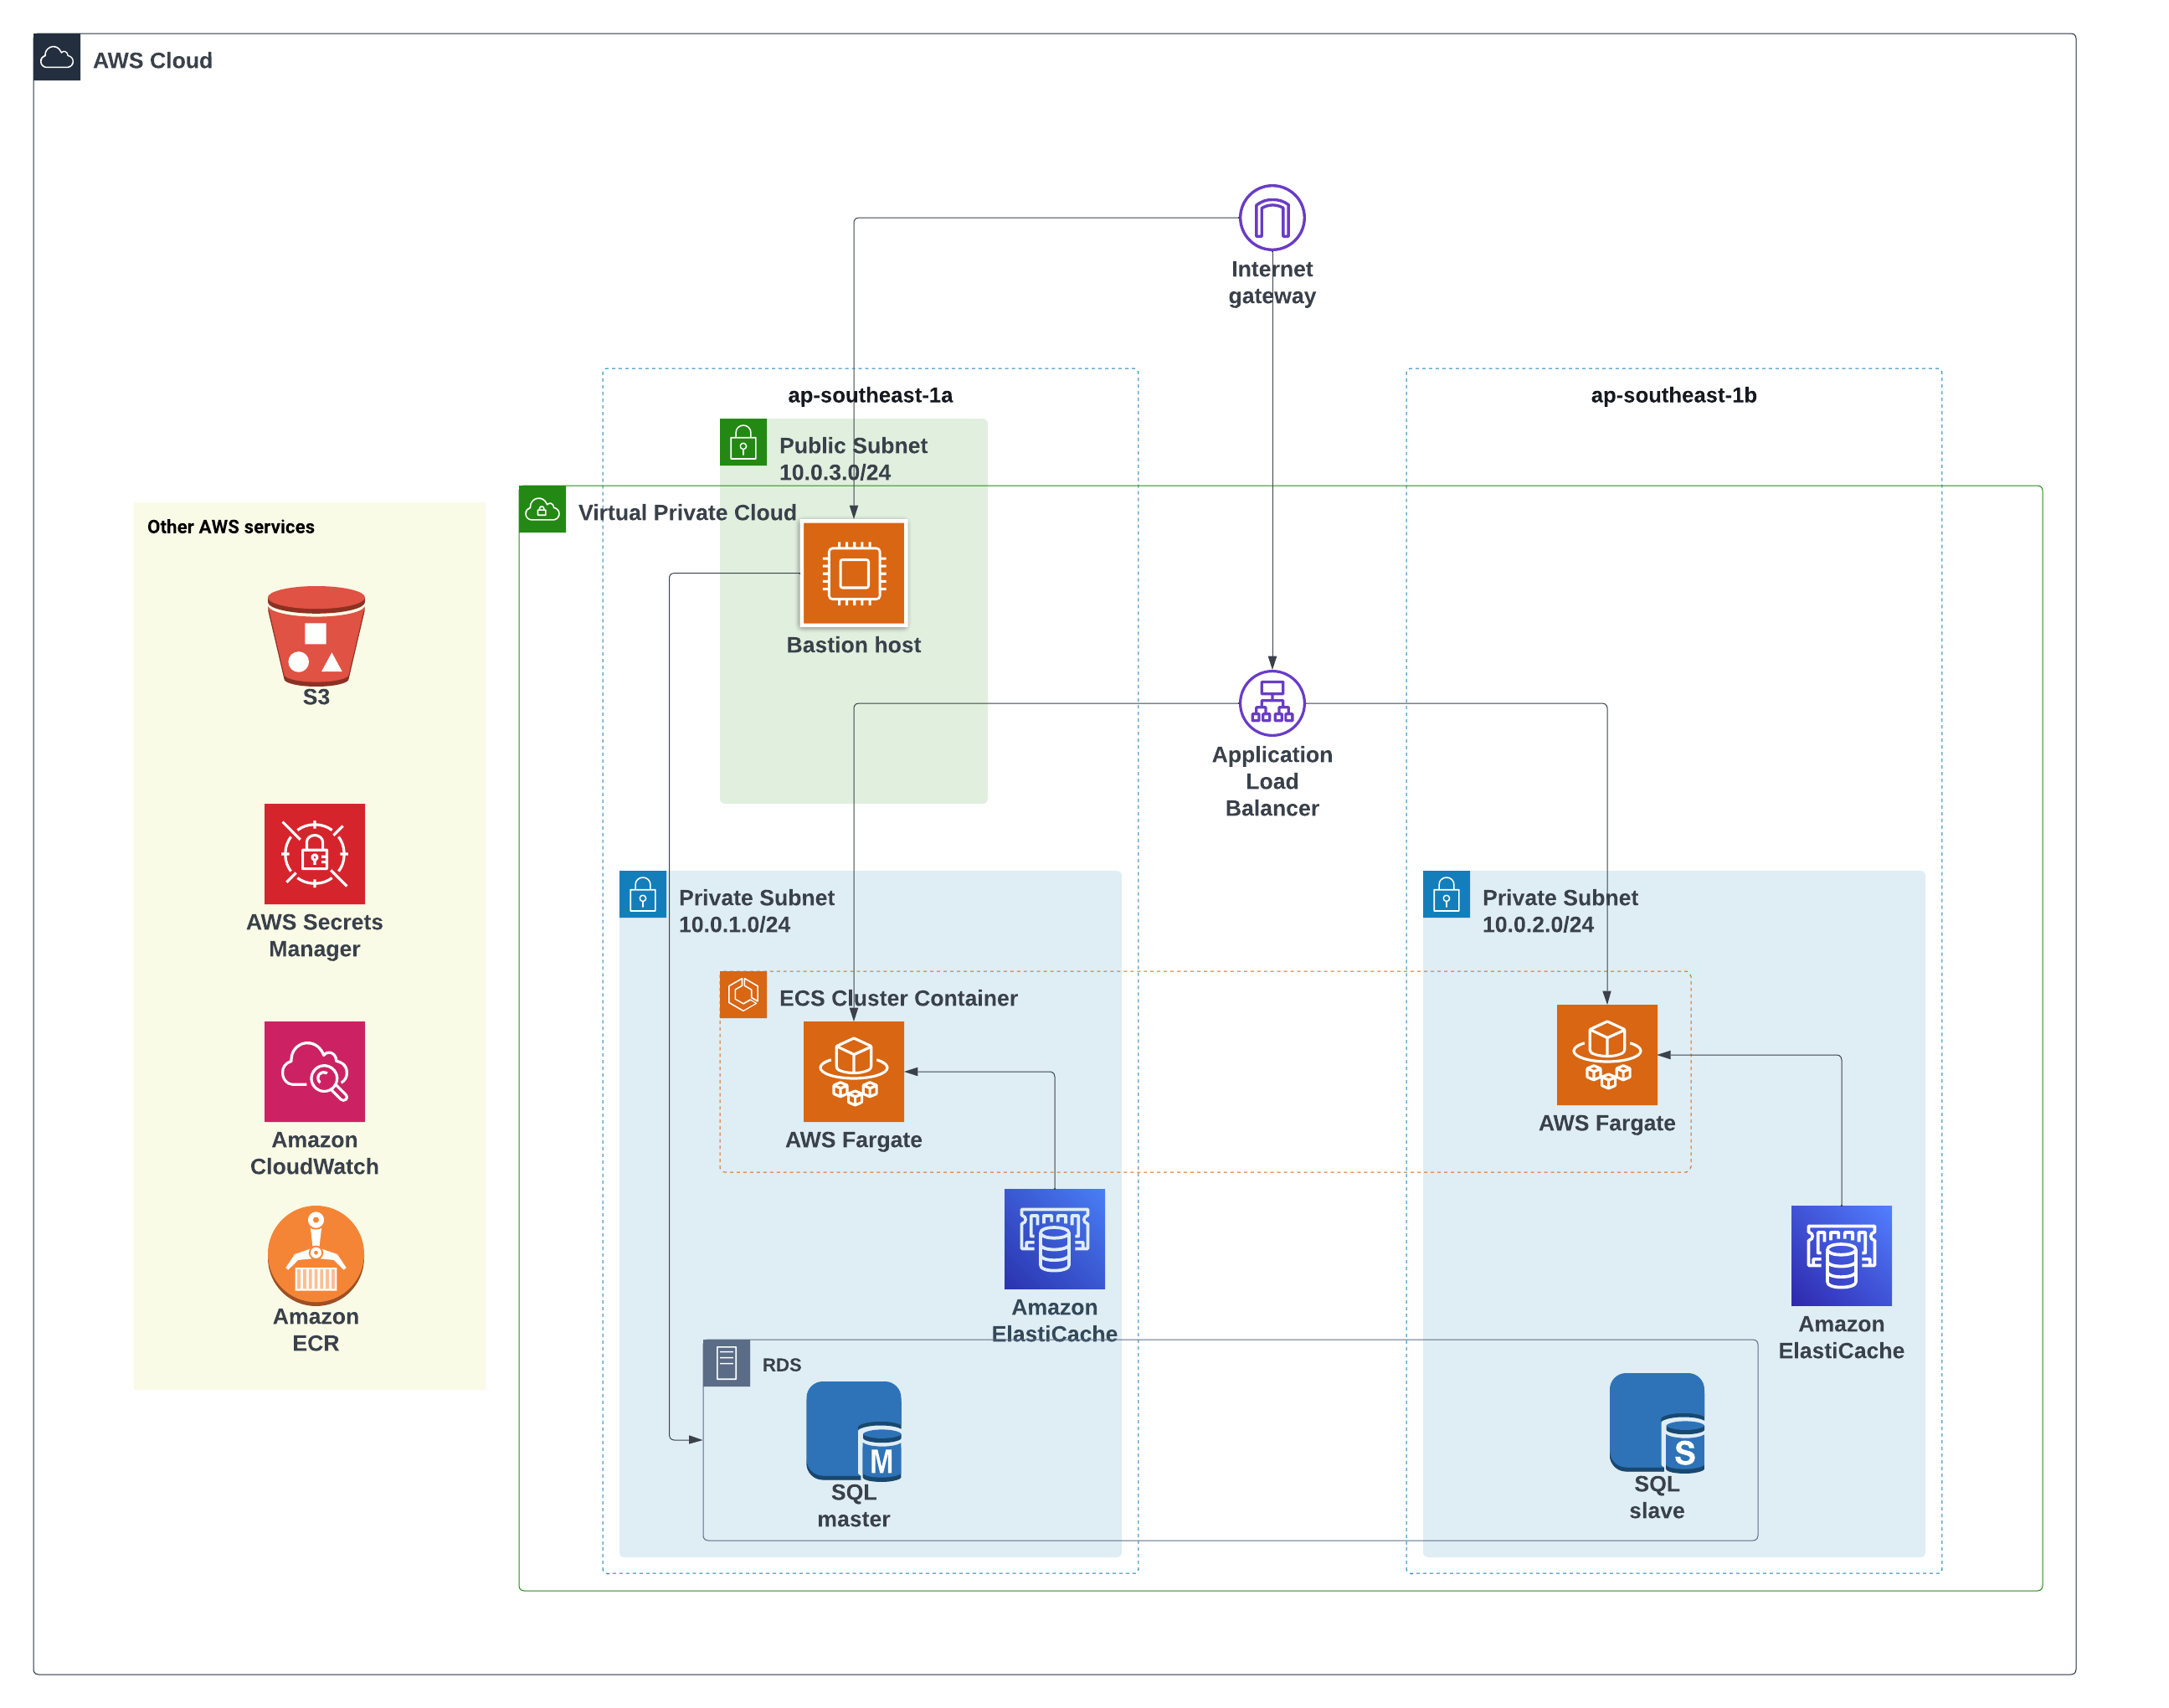 AWS Cloud
Internet
gateway
ap-southeast-1a
ap-southeast-1b
Public Subnet
10.0.3.0/24
Virtual Private Cloud
Other AWS services
Bastion host
S3
Application
Load
Balancer
Private Subnet
10.0.1.0/24
Private Subnet
10.0.2.0/24
AWS Secrets
Manager
ECS Cluster Container
AWS Fargate
AWS Fargate
Amazon
CloudWatch
Amazon
ElastiCache
Amazon
ElastiCache
Amazon
ECR
RDS
M
SQL
master
S
SQL
slave